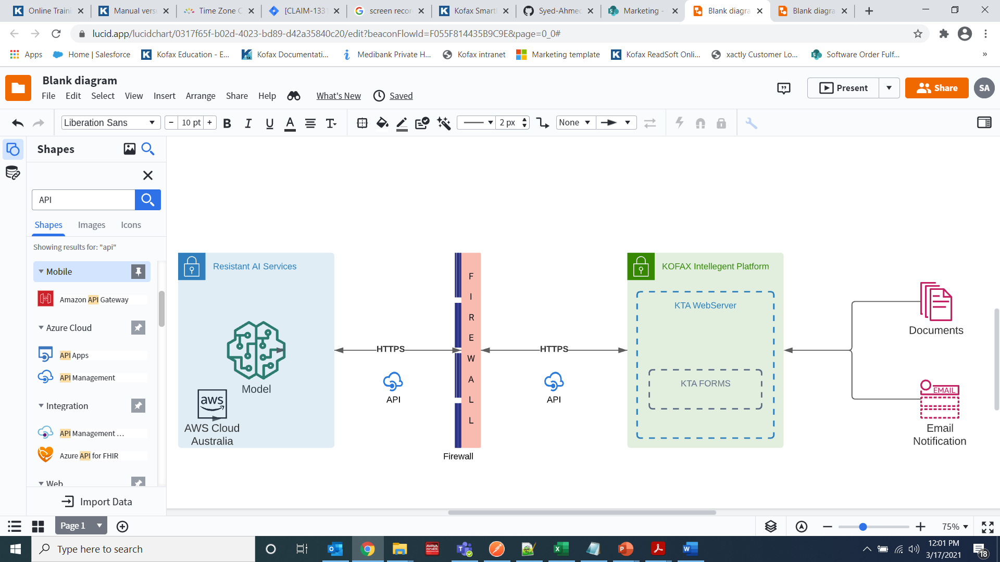 Online Traini
Manual versu
Time Zone C
[CLAIM-1331
screen recor
Kofax Smart
Syed-Ahmed
Marketing -
Blank diagra
Blank diagra
lucid.app/lucidchart/0317f65f-b02d-4023-bd89-d42a35840c20/edit?beaconFlowId=F055F814435B9C9E&page=0_0#
Apps
Home | Salesforce
Kofax Education - E...
Kofax Documentati...
Medibank Private H...
Kofax intranet
Marketing template
Kofax ReadSoft Onli...
xactly Customer Lo...
Software Order Fulf...
»
Blank diagram
File Edit Select View Insert Arrange Share Help What's New Saved
Present
Share
SA
Liberation Sans
- 10 pt +
B I U A T
2 px
None
Shapes
API
Shapes Images Icons
Showing results for: "api"
Mobile
Amazon API Gateway
Azure Cloud
API Apps
API Management
Integration
API Management ...
Azure API for FHIR
Web
Import Data
Resistant AI Services
Model
aws
AWS Cloud
Australia
HTTPS
API
F
I
R
E
W
A
L
L
Firewall
HTTPS
API
KOFAX Intellegent Platform
KTA WebServer
KTA FORMS
Documents
EMAIL
Email
Notification
Page 1
75%
Type here to search
12:01 PM
3/17/2021
18